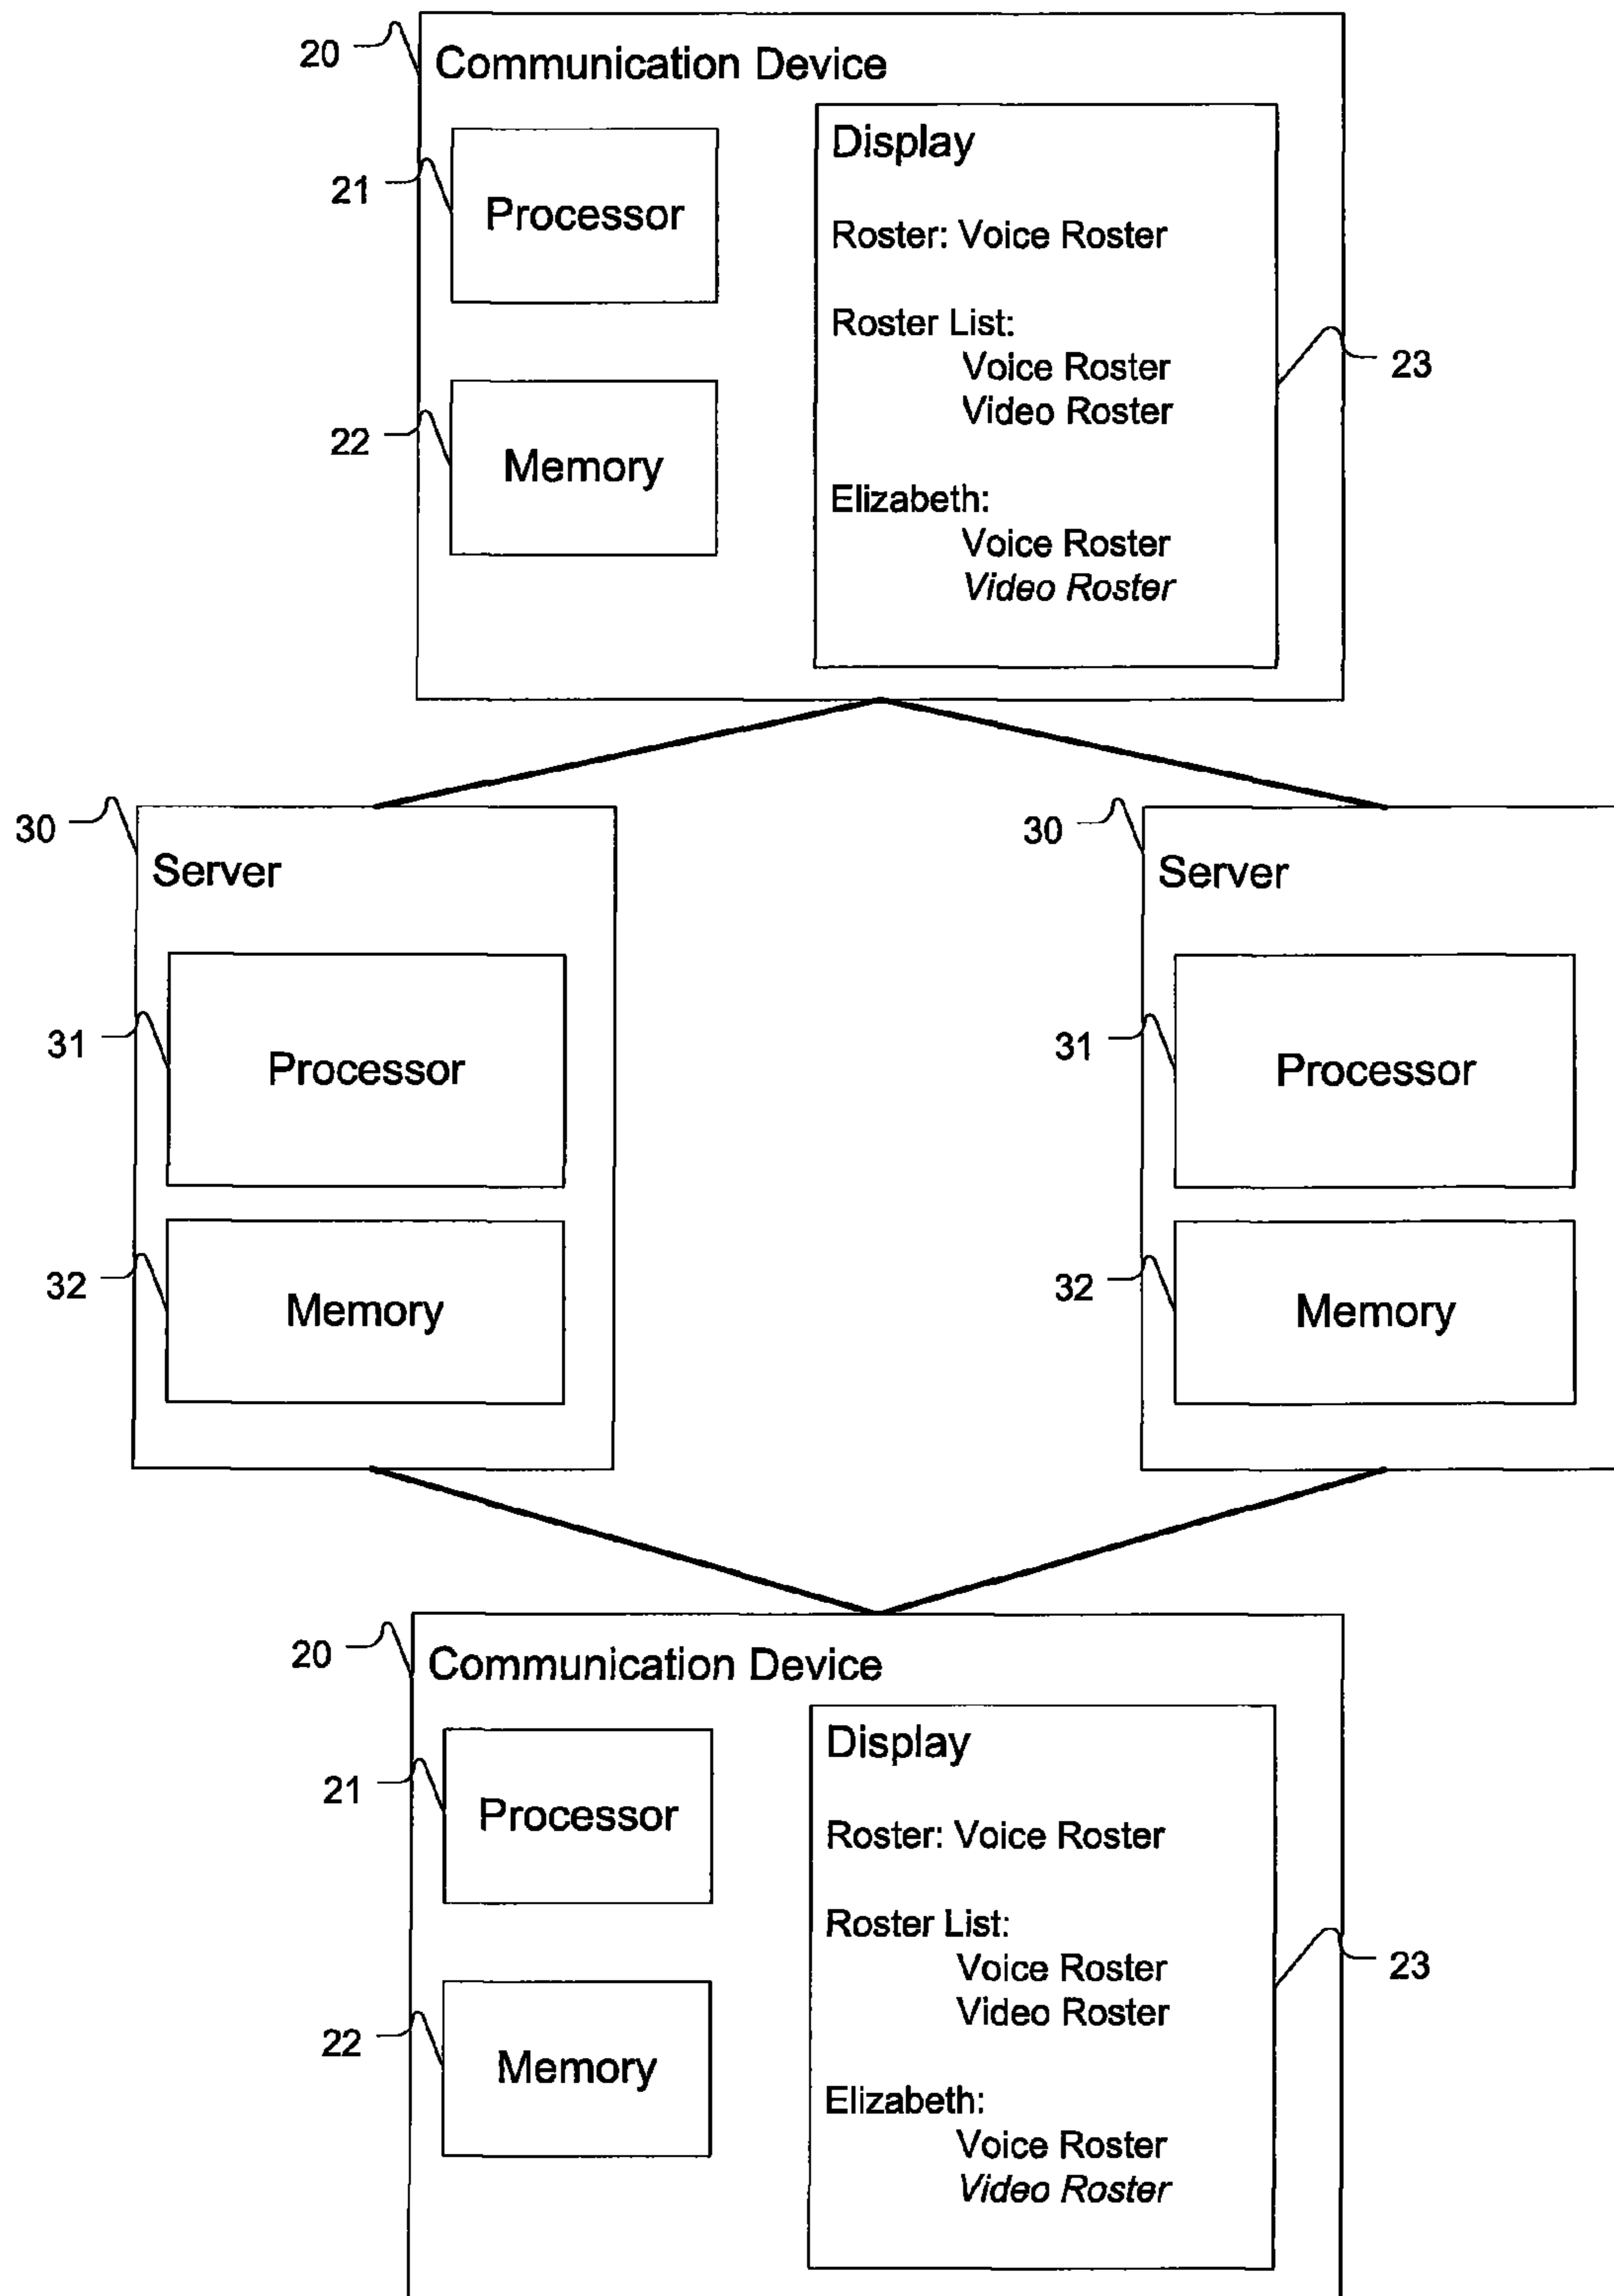 20
Communication Device
21
Processor
22
Memory
Display
Roster: Voice Roster
Roster List:
Voice Roster
Video Roster
Elizabeth:
Voice Roster
Video Roster
23
30
Server
31
Processor
32
Memory
30
Server
31
Processor
32
Memory
20
Communication Device
21
Processor
22
Memory
Display
Roster: Voice Roster
Roster List:
Voice Roster
Video Roster
Elizabeth:
Voice Roster
Video Roster
23